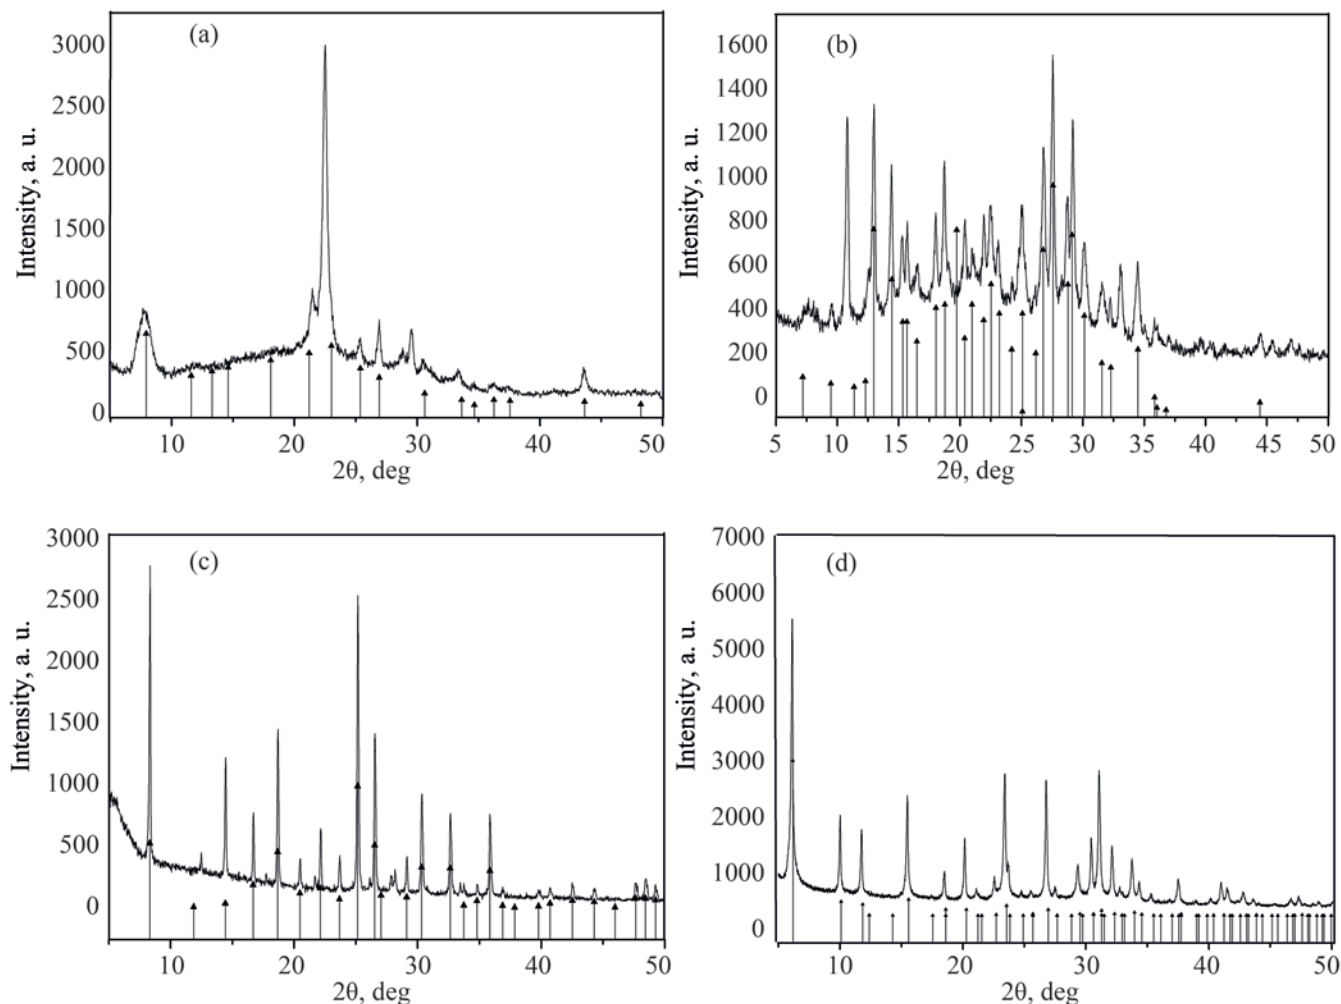 (a)
3000
2500
2000
1500
1000
500
0
Intensity, a. u.
10 20 30 40 50
2θ, deg
(b)
1600
1400
1200
1000
800
600
400
200
0
Intensity, a. u.
5 10 15 20 25 30 35 40 45 50
2θ, deg
(c)
3000
2500
2000
1500
1000
500
0
Intensity, a. u.
10 20 30 40 50
2θ, deg
(d)
7000
6000
5000
4000
3000
2000
1000
0
Intensity, a. u.
10 20 30 40 50
2θ, deg